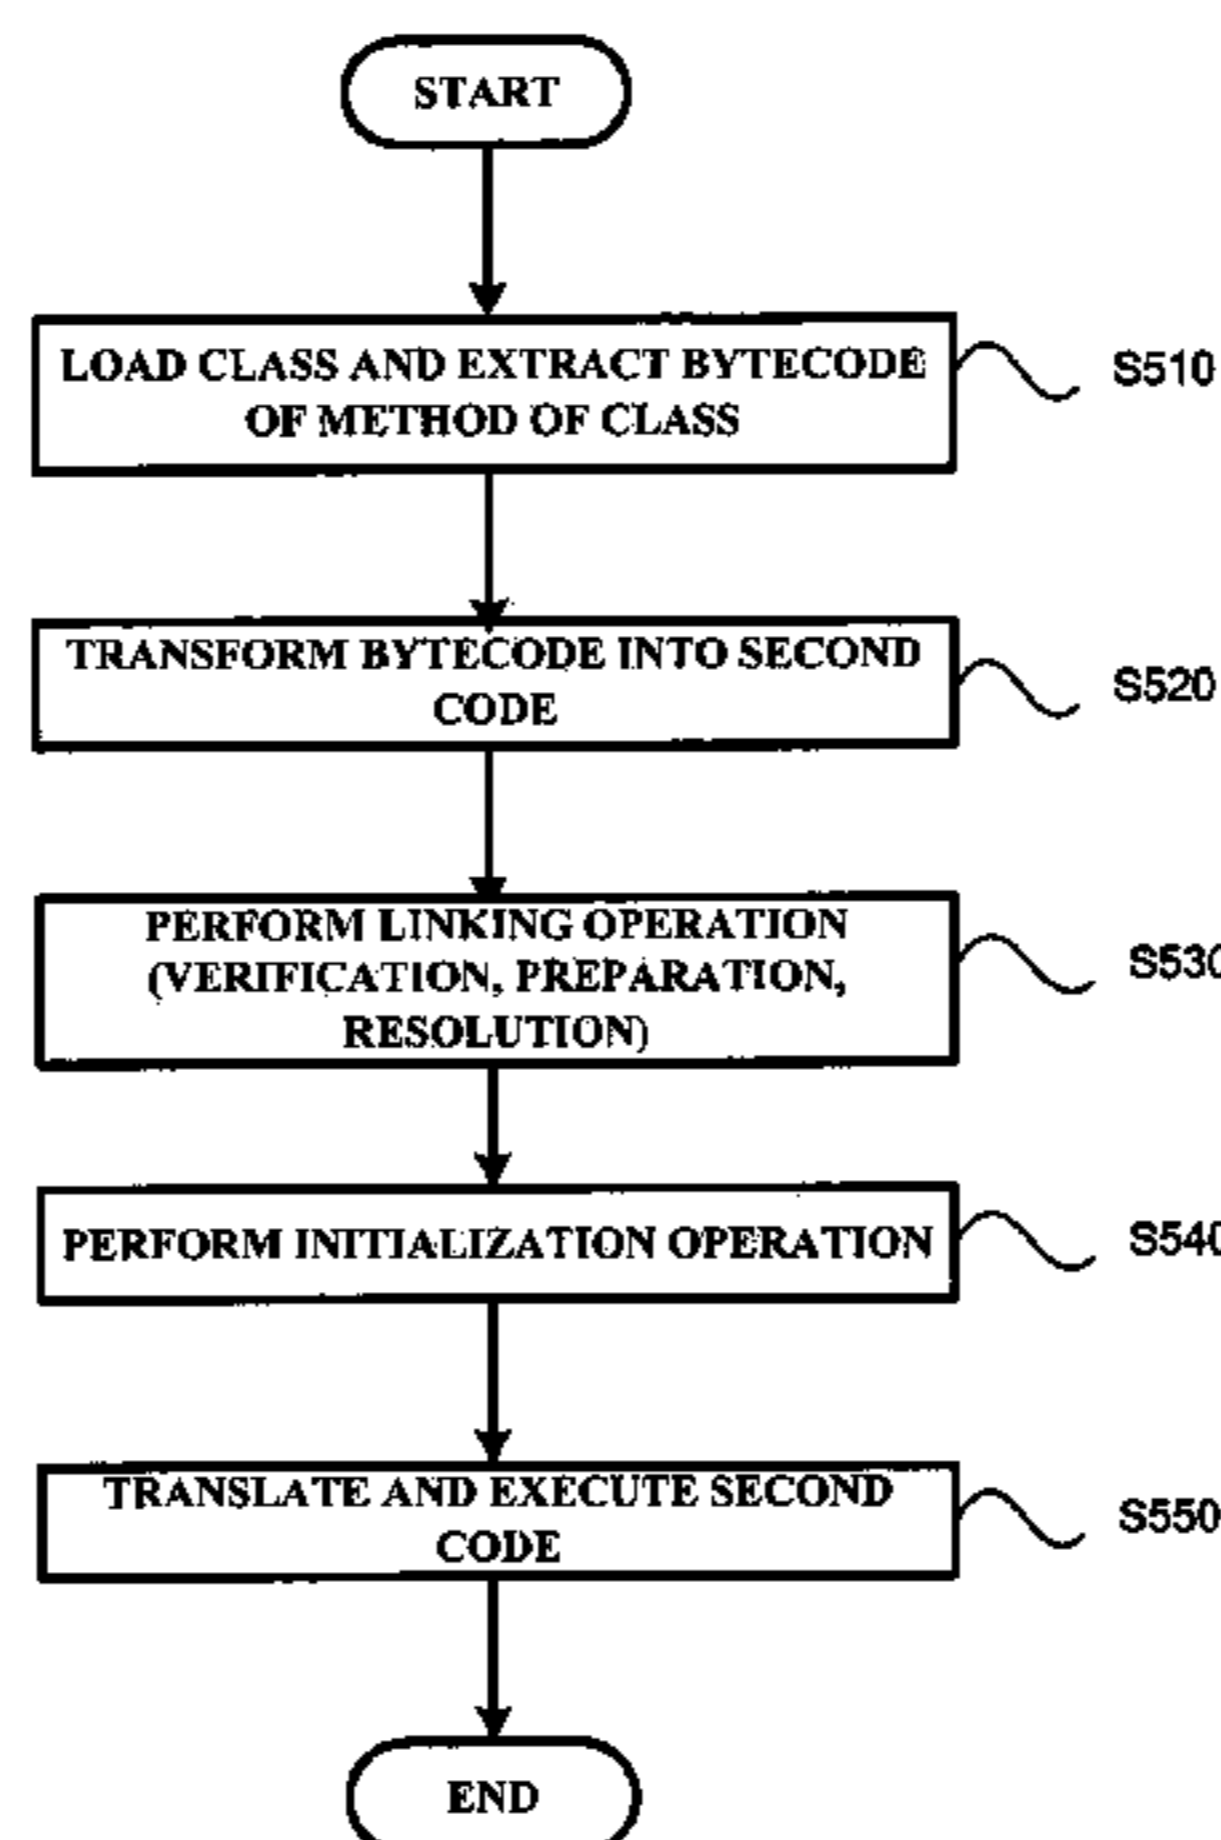 START
LOAD CLASS AND EXTRACT BYTECODE
OF METHOD OF CLASS
S510
TRANSFORM BYTECODE INTO SECOND
CODE
S520
PERFORM LINKING OPERATION
(VERIFICATION, PREPARATION,
RESOLUTION)
S530
PERFORM INITIALIZATION OPERATION
S540
TRANSLATE AND EXECUTE SECOND
CODE
S550
END